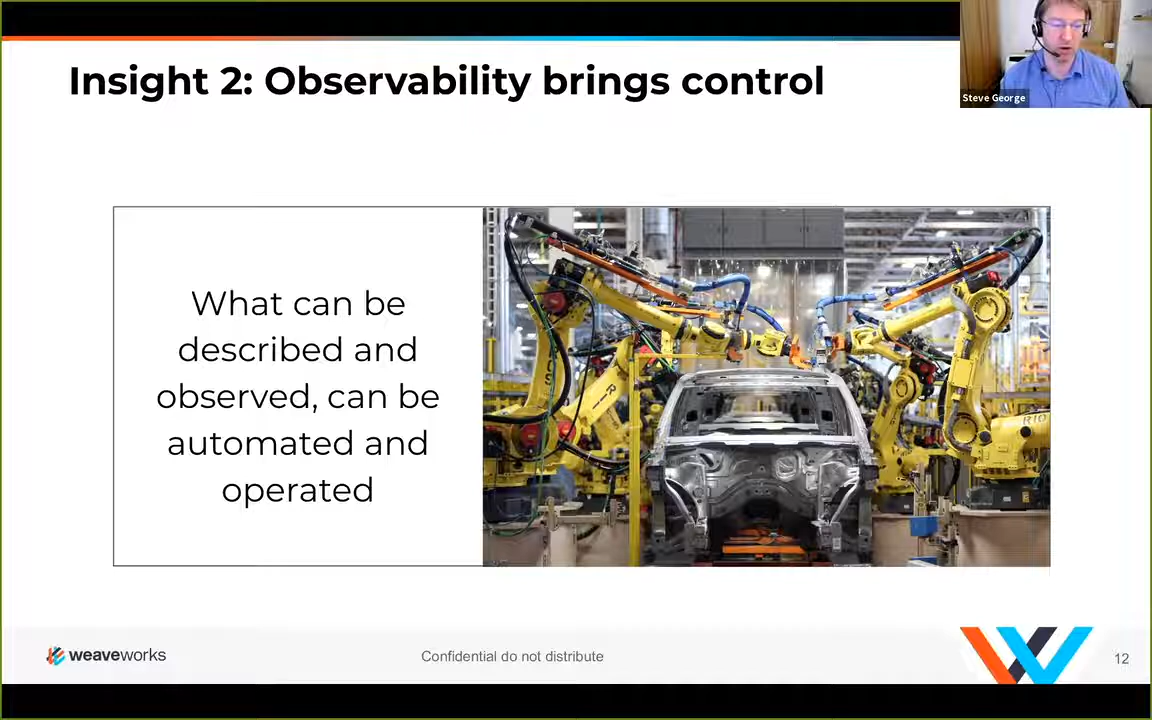 Insight 2: Observability brings control
Steve George
What can be
described and
observed, can be
automated and
operated
R10
weaveworks
Confidential do not distribute
12